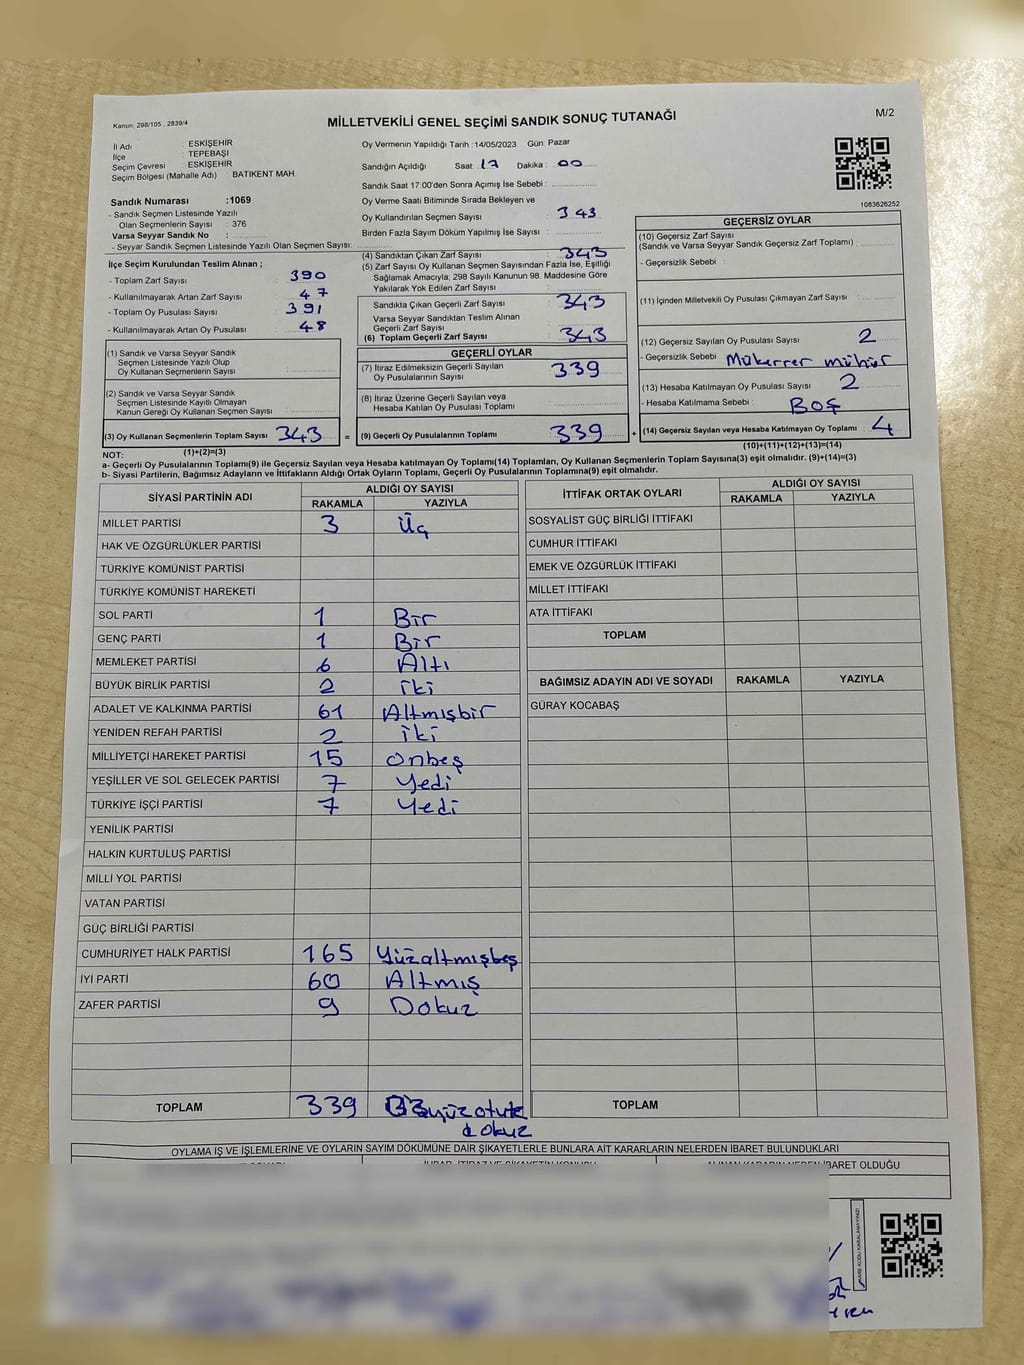 Kanun: 298/105 , 2839/4
MİLLETVEKİLİ GENEL SEÇİMİ SANDIK SONUÇ TUTANAĞI
M/2
İl Adı : ESKİŞEHİR
İlçe : TEPEBAŞI
Seçim Çevresi : ESKİŞEHİR
Seçim Bölgesi (Mahalle Adı) BATIKENT MAH.
Sandık Numarası :1069
- Sandık Seçmen Listesinde Yazılı
Olan Seçmenlerin Sayısı : 376
Varsa Seyyar Sandık No :
- Seyyar Sandık Seçmen Listesinde Yazılı Olan Seçmen Sayısı:
Oy Vermenin Yapıldığı Tarih :14/05/2023 Gün: Pazar
Sandığın Açıldığı Saat: 17 Dakika : 00
Sandık Saat 17:00'den Sonra Açımış İse Sebebi :
Oy Verme Saati Bitiminde Sırada Bekleyen ve
Oy Kullandırılan Seçmen Sayısı : 343
Birden Fazla Sayım Döküm Yapılmış İse Sayısı :
1083626252
İlçe Seçim Kurulundan Teslim Alınan ;
- Toplam Zarf Sayısı : 390
- Kullanılmayarak Artan Zarf Sayısı : 47
- Toplam Oy Pusulası Sayısı : 391
- Kullanılmayarak Artan Oy Pusulası : 48
(4) Sandıktan Çıkan Zarf Sayısı : 343
(5) Zarf Sayısı Oy Kullanan Seçmen Sayısından Fazla İse, Eşitliği
Sağlamak Amacıyla, 298 Sayılı Kanunun 98. Maddesine Göre
Yakılarak Yok Edilen Zarf Sayısı :
Sandıkta Çıkan Geçerli Zarf Sayısı : 343
Varsa Seyyar Sandıktan Teslim Alınan
Geçerli Zarf Sayısı :
(6) Toplam Geçerli Zarf Sayısı : 343
GEÇERSİZ OYLAR
(10) Geçersiz Zarf Sayısı
(Sandık ve Varsa Seyyar Sandık Geçersiz Zarf Toplamı) :
- Geçersizlik Sebebi :
(11) İçinden Milletvekili Oy Pusulası Çıkmayan Zarf Sayısı :
(12) Geçersiz Sayılan Oy Pusulası Sayısı : 2
- Geçersizlik Sebebi : Mükerrer mühür
(13) Hesaba Katılmayan Oy Pusulası Sayısı : 2
- Hesaba Katılmama Sebebi : Boş
(14) Geçersiz Sayılan veya Hesaba katılmayan Oy Toplamı : 4
(10)+(11)+(12)+(13)=(14)
(1) Sandık ve Varsa Seyyar Sandık
Seçmen Listesinde Yazılı Olup
Oy Kullanan Seçmenlerin Sayısı :
(2) Sandık ve Varsa Seyyar Sandık
Seçmen Listesinde Kayıtlı Olmayan
Kanun Gereği Oy Kullanan Seçmen Sayısı :
(3) Oy Kullanan Seçmenlerin Toplam Sayısı : 343 =
(1)+(2)=(3)
GEÇERLİ OYLAR
(7) İtiraz Edilmeksizin Geçerli Sayılan
Oy Pusulalarının Sayısı : 339
(8) İtiraz Üzerine Geçerli Sayılan veya
Hesaba Katılan Oy Pusulası Toplamı :
(9) Geçerli Oy Pusulalarının Toplamı : 339 +
NOT:
a- Geçerli Oy Pusulalarının Toplamı(9) ile Geçersiz Sayılan veya Hesaba katılmayan Oy Toplamı(14) Toplamları, Oy Kullanan Seçmenlerin Toplam Sayısına(3) eşit olmalıdır. (9)+(14)=(3)
b- Siyasi Partilerin, Bağımsız Adayların ve İttifakların Aldığı Ortak Oyların Toplamı, Geçerli Oy Pusulalarının Toplamına(9) eşit olmalıdır.
SİYASİ PARTİNİN ADI ALDIĞI OY SAYISI
RAKAMLA YAZIYLA
MİLLET PARTİSİ 3 Üç
HAK VE ÖZGÜRLÜKLER PARTİSİ
TÜRKİYE KOMÜNİST PARTİSİ
TÜRKİYE KOMÜNİST HAREKETİ
SOL PARTİ 1 Bir
GENÇ PARTİ 1 Bir
MEMLEKET PARTİSİ 6 Altı
BÜYÜK BİRLİK PARTİSİ 2 İki
ADALET VE KALKINMA PARTİSİ 61 Altmışbir
YENİDEN REFAH PARTİSİ 2 İki
MİLLİYETÇİ HAREKET PARTİSİ 15 Onbeş
YEŞİLLER VE SOL GELECEK PARTİSİ 7 Yedi
TÜRKİYE İŞÇİ PARTİSİ 7 Yedi
YENİLİK PARTİSİ
HALKIN KURTULUŞ PARTİSİ
MİLLİ YOL PARTİSİ
VATAN PARTİSİ
GÜÇ BİRLİĞİ PARTİSİ
CUMHURİYET HALK PARTİSİ 165 Yüzaltmışbeş
İYİ PARTİ 60 Altmış
ZAFER PARTİSİ 9 Dokuz
TOPLAM 339 Üçyüzotuz
dokuz
İTTİFAK ORTAK OYLARI ALDIĞI OY SAYISI
RAKAMLA YAZIYLA
SOSYALİST GÜÇ BİRLİĞİ İTTİFAKI
CUMHUR İTTİFAKI
EMEK VE ÖZGÜRLÜK İTTİFAKI
MİLLET İTTİFAKI
ATA İTTİFAKI
TOPLAM
BAĞIMSIZ ADAYIN ADI VE SOYADI RAKAMLA YAZIYLA
GÜRAY KOCABAŞ
TOPLAM
OYLAMA İŞ VE İŞLEMLERİNE VE OYLARIN SAYIM DÖKÜMÜNE DAİR ŞİKAYETLERLE BUNLARA AİT KARARLARIN NELERDEN İBARET BULUNDUKLARI
İBARET OLDUĞU